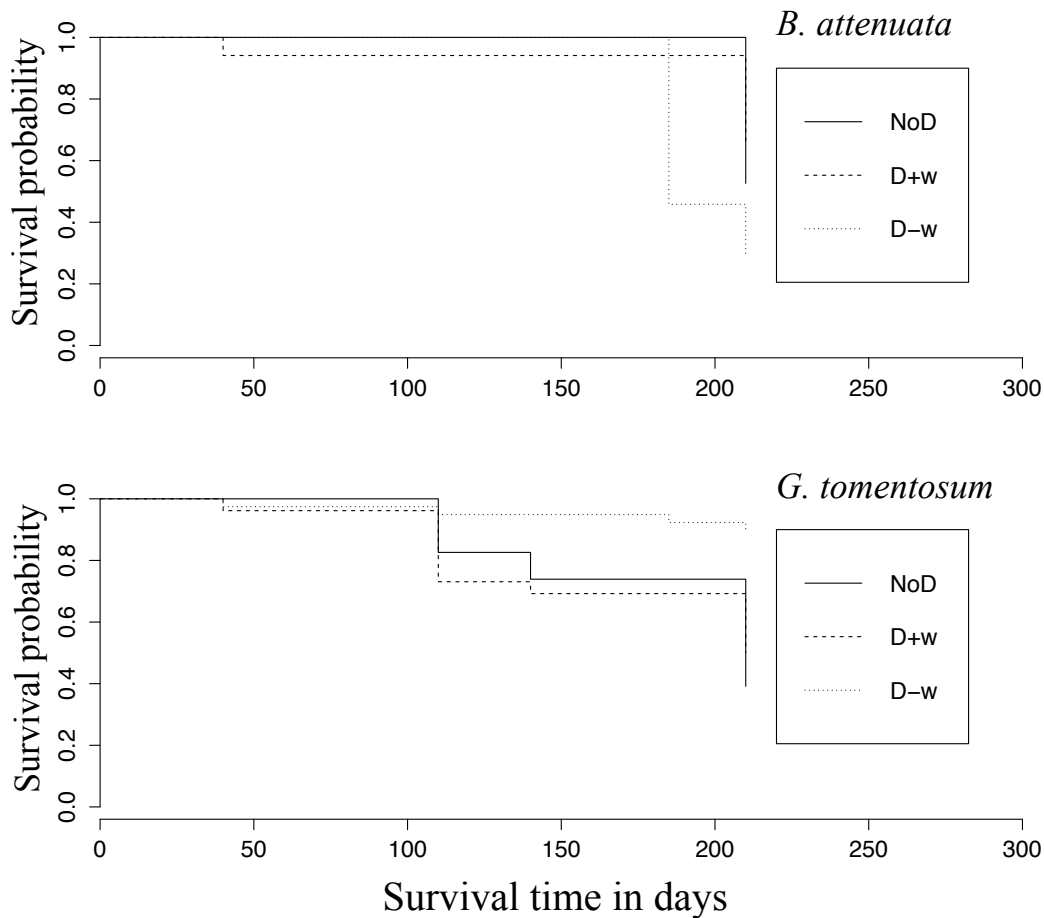 B. attenuata
Survival probability
1.0
0.8
0.6
0.4
0.2
0.0
NoD
D+w
D−w
0 50 100 150 200 250 300
G. tomentosum
Survival probability
1.0
0.8
0.6
0.4
0.2
0.0
NoD
D+w
D−w
0 50 100 150 200 250 300
Survival time in days